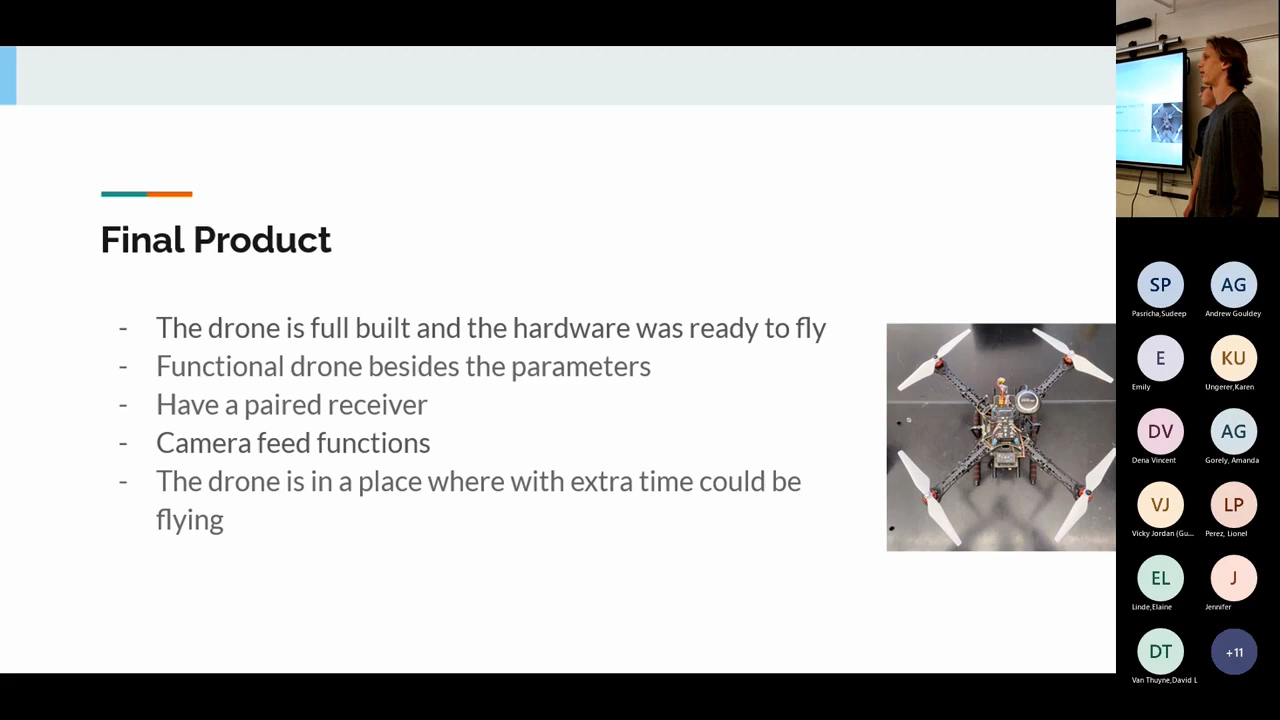 Final Product
- The drone is full built and the hardware was ready to fly
- Functional drone besides the parameters
- Have a paired receiver
- Camera feed functions
- The drone is in a place where with extra time could be
flying
SP
AG
Pasricha,Sudeep
Andrew Gouldey
E
KU
Emily
Ungerer,Karen
DV
AG
Dena Vincent
Gorely, Amanda
VJ
LP
Vicky Jordan (Gu...
Perez, Lionel
EL
J
Linde,Elaine
Jennifer
DT
+11
Van Thuyne,David L